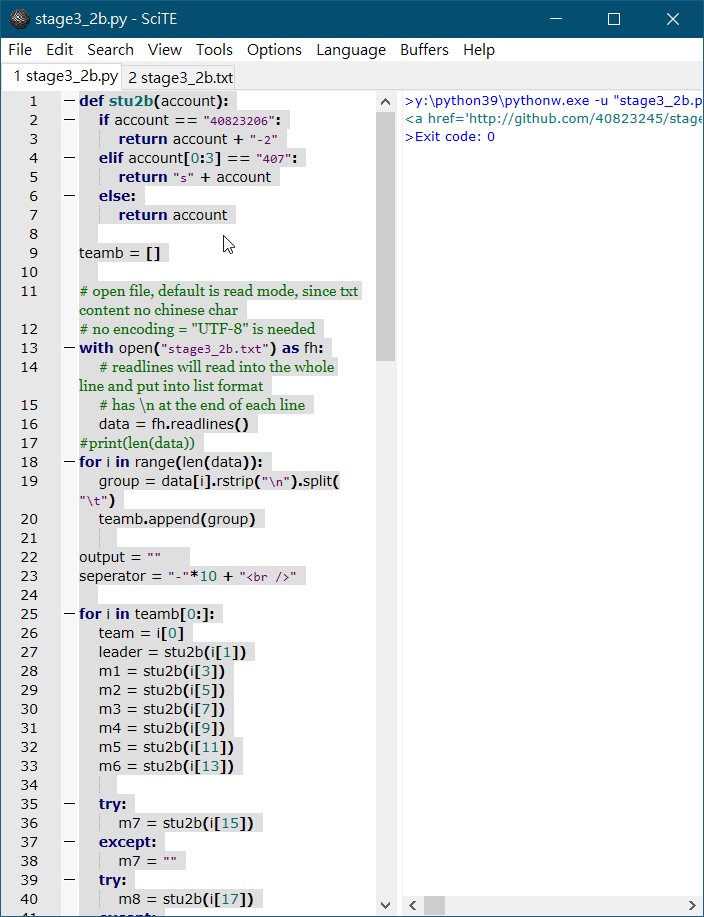 stage3_2b.py - SciTE
File Edit Search View Tools Options Language Buffers Help
1 stage3_2b.py 2 stage3_2b.txt
1 def stu2b(account):
2 if account == "40823206":
3 return account + "-2"
4 elif account[0:3] == "407":
5 return "s" + account
6 else:
7 return account
8
9 teamb = []
10
11 # open file, default is read mode, since txt
content no chinese char
12 # no encoding = "UTF-8" is needed
13 with open("stage3_2b.txt") as fh:
14 # readlines will read into the whole
line and put into list format
15 # has \n at the end of each line
16 data = fh.readlines()
17 #print(len(data))
18 for i in range(len(data)):
19 group = data[i].rstrip("\n").split(
"\t")
20 teamb.append(group)
21
22 output = ""
23 seperator = "-"*10 + "<br />"
24
25 for i in teamb[0:]:
26 team = i[0]
27 leader = stu2b(i[1])
28 m1 = stu2b(i[3])
29 m2 = stu2b(i[5])
30 m3 = stu2b(i[7])
31 m4 = stu2b(i[9])
32 m5 = stu2b(i[11])
33 m6 = stu2b(i[13])
34
35 try:
36 m7 = stu2b(i[15])
37 except:
38 m7 = ""
39 try:
40 m8 = stu2b(i[17])
41 except:
>y:\python39\pythonw.exe -u "stage3_2b.p
<a href='http://github.com/40823245/stage
>Exit code: 0